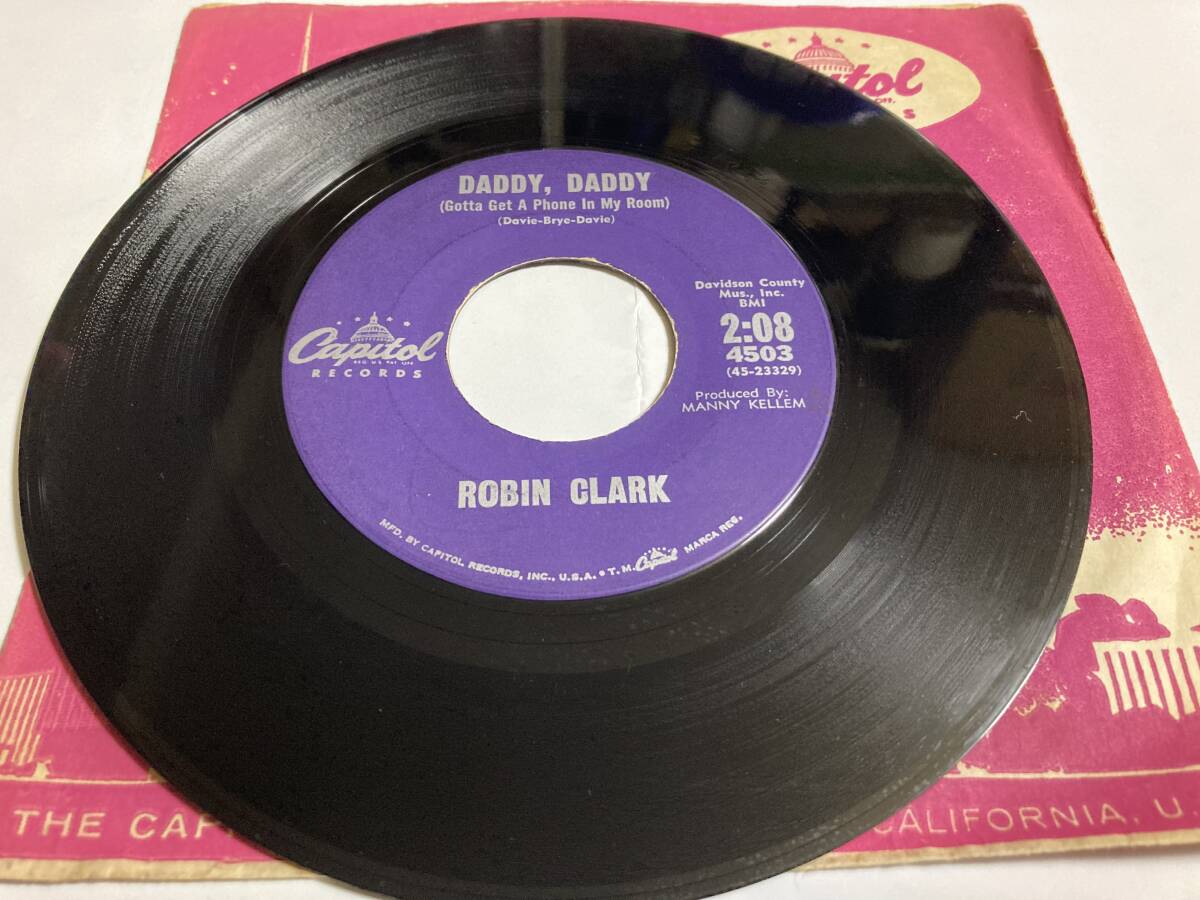 DADDY, DADDY
(Gotta Get A Phone In My Room)
(Davie-Brye-Davie)
Davidson County
Mus., Inc.
BMI
2:08
4503
(45-23329)
Produced By:
MANNY KELLEM
Capitol
RECORDS
ROBIN CLARK
MFD. BY CAPITOL RECORDS, INC., U.S.A. • T.M. Capitol MARCA REG.
THE CALIFORNIA, U.